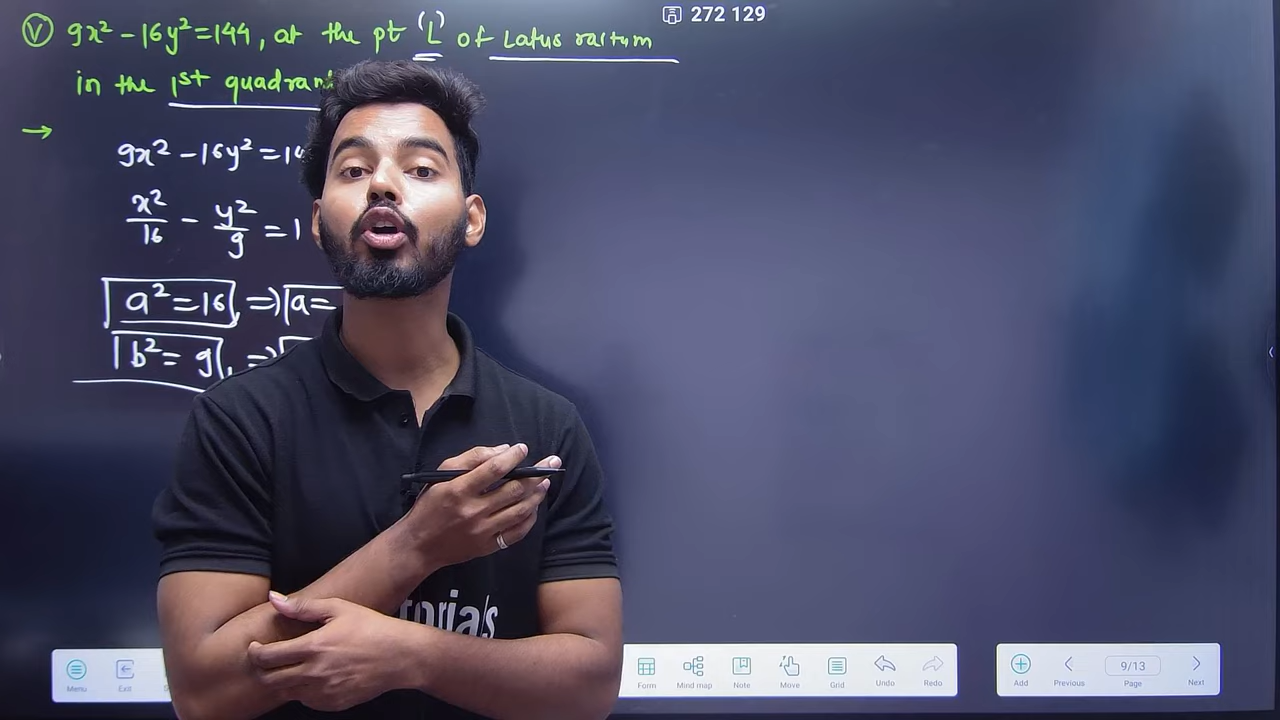 (v) 9x² - 16y² = 144, at the pt (L) of Latus rectum
in the 1st quadran
→
9x² - 16y² = 14
x²/16 - y²/9 = 1
a² = 16, ⇒ a =
b² = 9, ⇒
272 129
torials
Menu Exit Form Mind map Note Move Grid Undo Redo Add Previous 9/13 Page Next